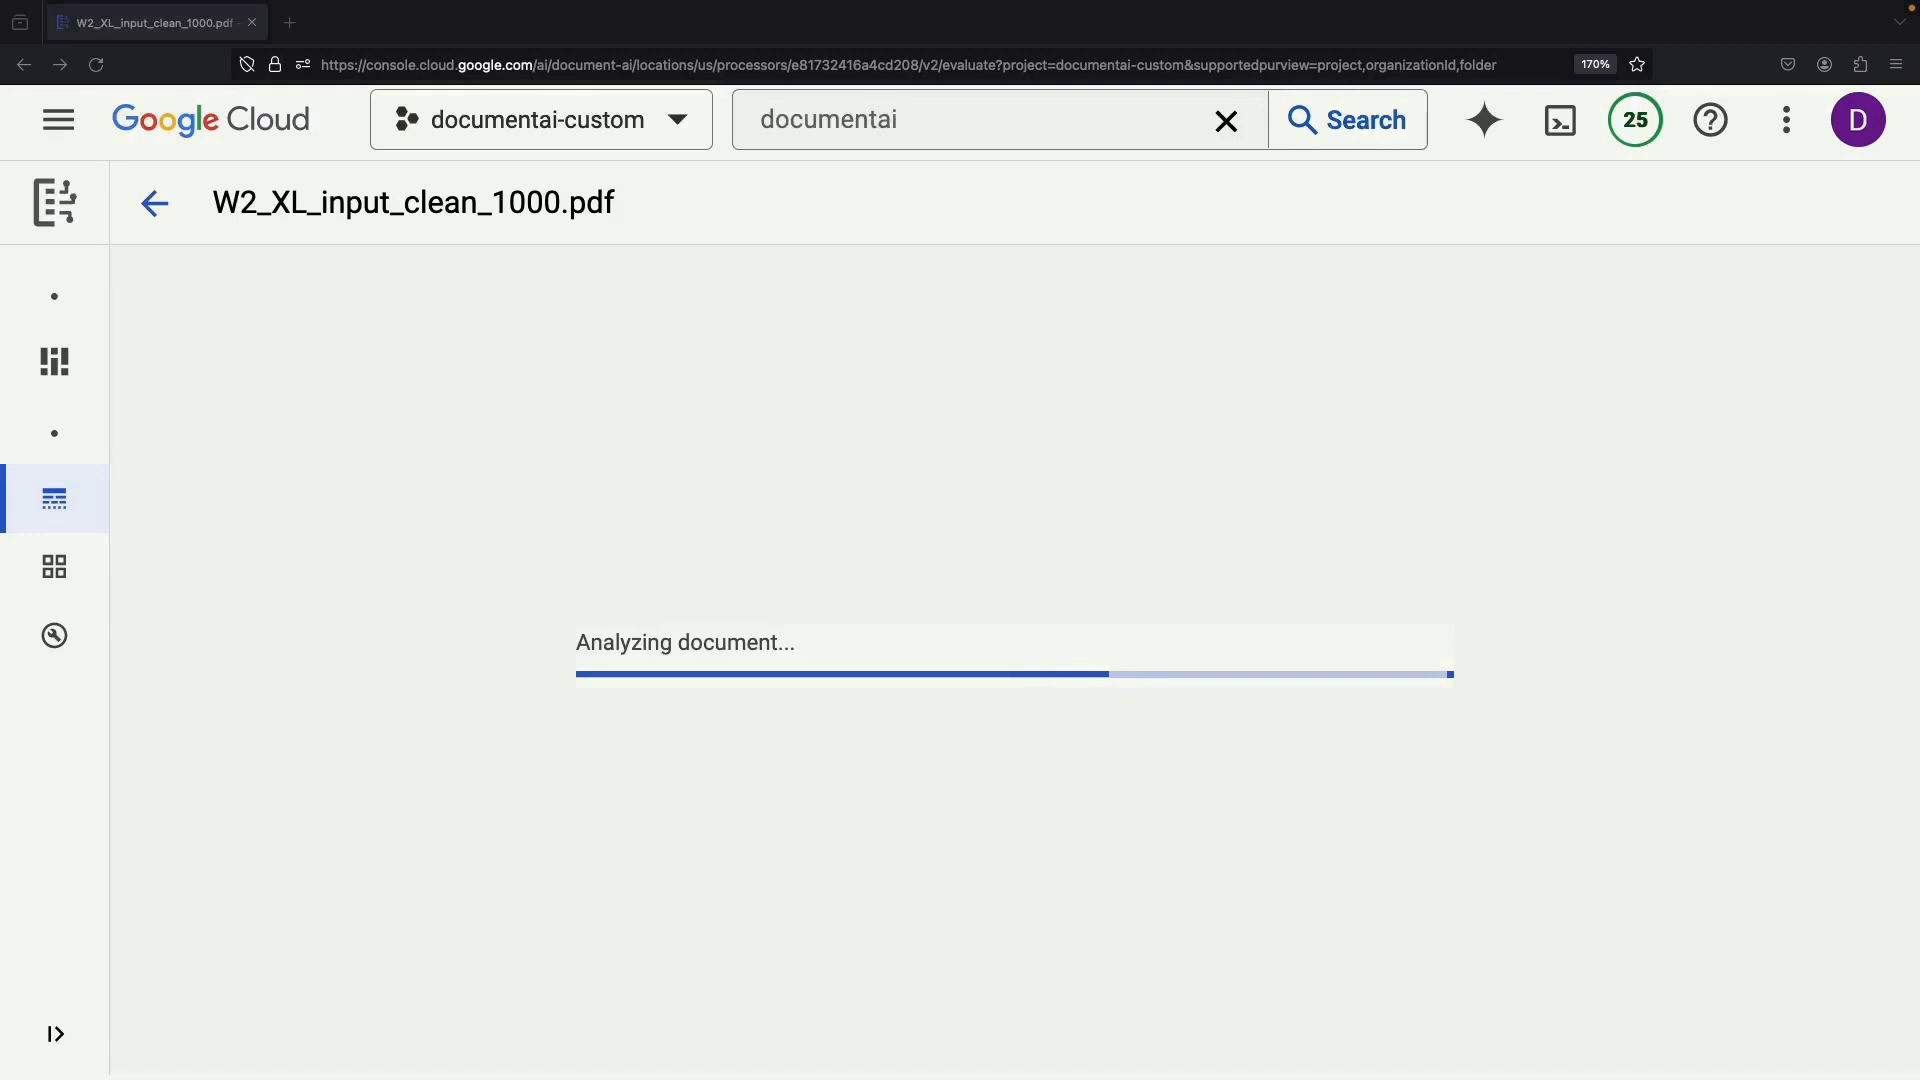 W2_XL_input_clean_1000.pdf
https://console.cloud.google.com/ai/document-ai/locations/us/processors/e81732416a4cd208/v2/evaluate?project=documentai-custom&supportedpurview=project,organizationId,folder
170%
Google Cloud
documentai-custom
documentai
Search
25
D
W2_XL_input_clean_1000.pdf
Analyzing document...